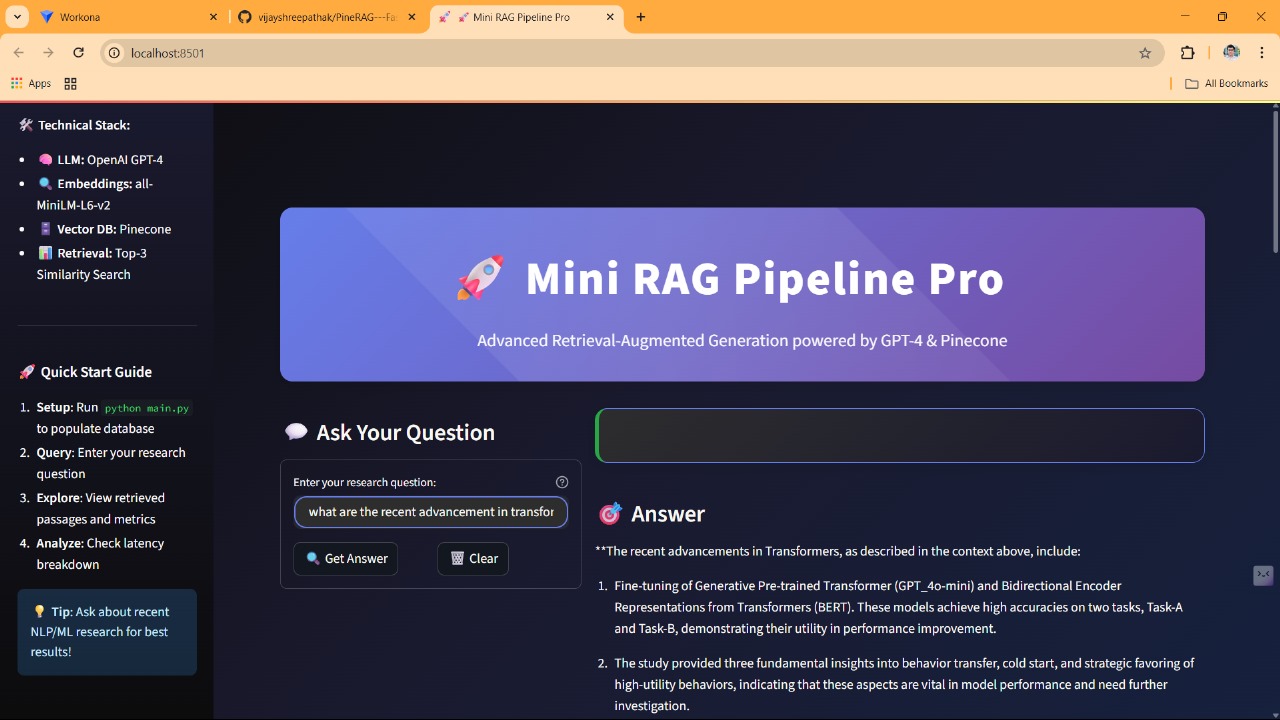 Workona
vijayshreepathak/PineRAG---Fa
Mini RAG Pipeline Pro
localhost:8501
Apps
All Bookmarks
Technical Stack:
LLM: OpenAI GPT-4
Embeddings: all-
MiniLM-L6-v2
Vector DB: Pinecone
Retrieval: Top-3
Similarity Search
Quick Start Guide
1. Setup: Run python main.py
to populate database
2. Query: Enter your research
question
3. Explore: View retrieved
passages and metrics
4. Analyze: Check latency
breakdown
Tip: Ask about recent
NLP/ML research for best
results!
Mini RAG Pipeline Pro
Advanced Retrieval-Augmented Generation powered by GPT-4 & Pinecone
Ask Your Question
Enter your research question:
what are the recent advancement in transfor
Get Answer
Clear
Answer
**The recent advancements in Transformers, as described in the context above, include:
1. Fine-tuning of Generative Pre-trained Transformer (GPT_4o-mini) and Bidirectional Encoder
Representations from Transformers (BERT). These models achieve high accuracies on two tasks, Task-A
and Task-B, demonstrating their utility in performance improvement.
2. The study provided three fundamental insights into behavior transfer, cold start, and strategic favoring of
high-utility behaviors, indicating that these aspects are vital in model performance and need further
investigation.